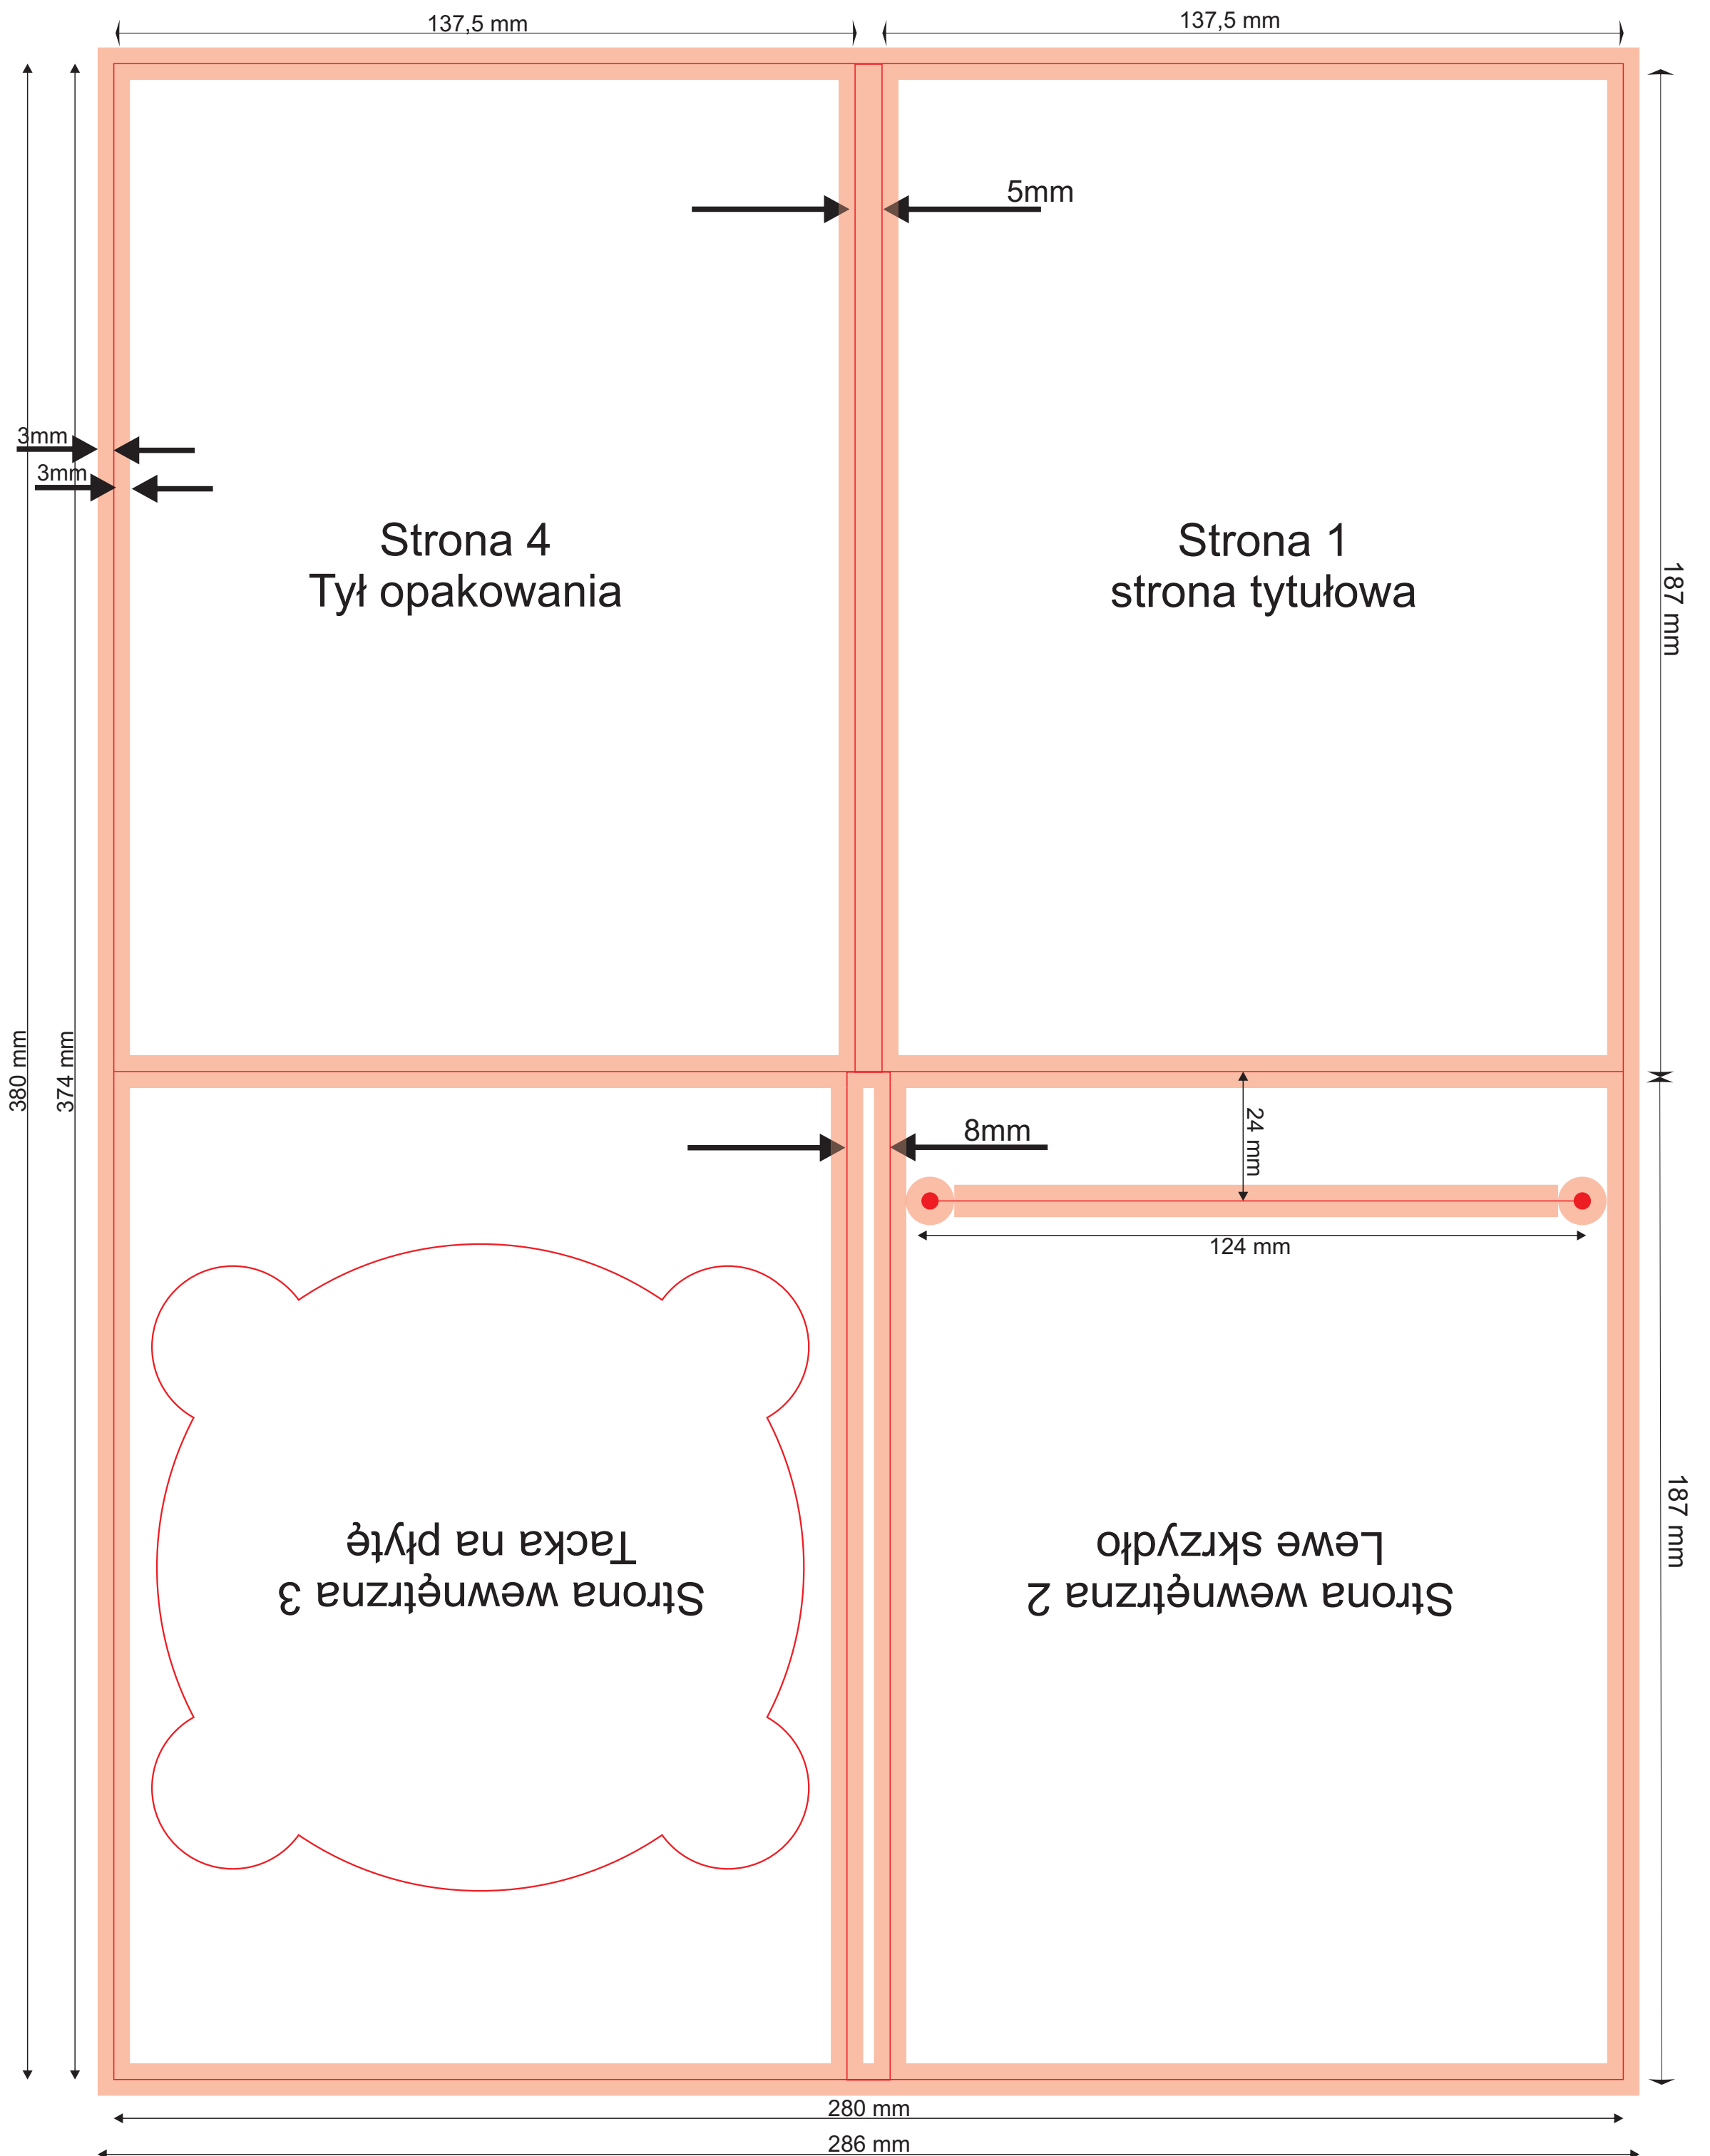 137,5 mm
137,5 mm
5mm
3mm
3mm
Strona 4
Tył opakowania
Strona 1
strona tytułowa
187 mm
380 mm
374 mm
8mm
24 mm
124 mm
Strona wewnętrzna 3
Tacka na płytę
Strona wewnętrzna 2
Lewe skrzydło
187 mm
280 mm
286 mm